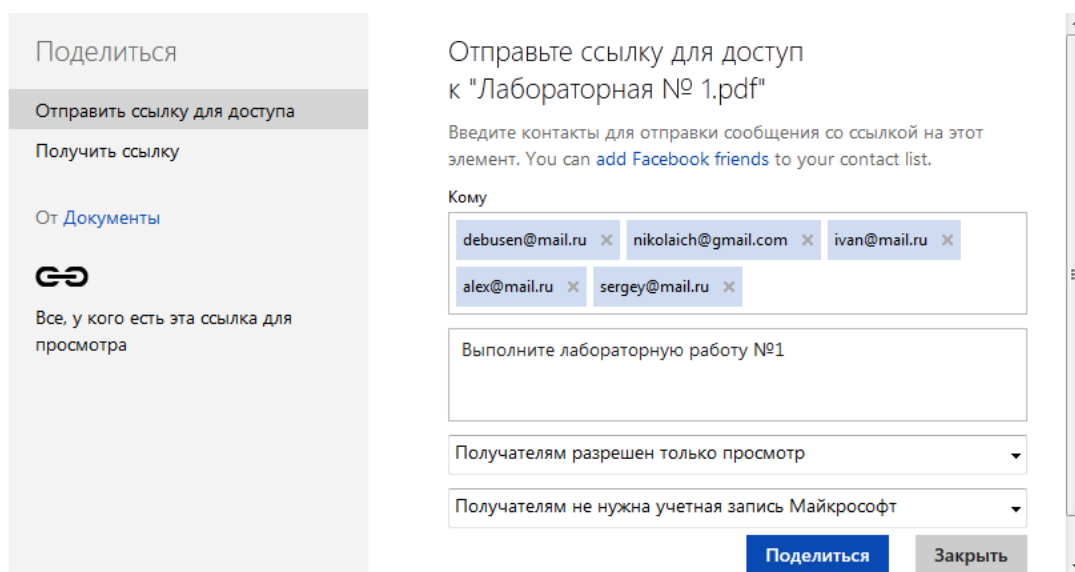 Поделиться
Отправить ссылку для доступа
Получить ссылку
От Документы
Все, у кого есть эта ссылка для
просмотра
Отправьте ссылку для доступ
к "Лабораторная № 1.pdf"
Введите контакты для отправки сообщения со ссылкой на этот
элемент. You can add Facebook friends to your contact list.
Кому
debusen@mail.ru × nikolaich@gmail.com × ivan@mail.ru ×
alex@mail.ru × sergey@mail.ru ×
Выполните лабораторную работу №1
Получателям разрешен только просмотр
Получателям не нужна учетная запись Майкрософт
Поделиться Закрыть